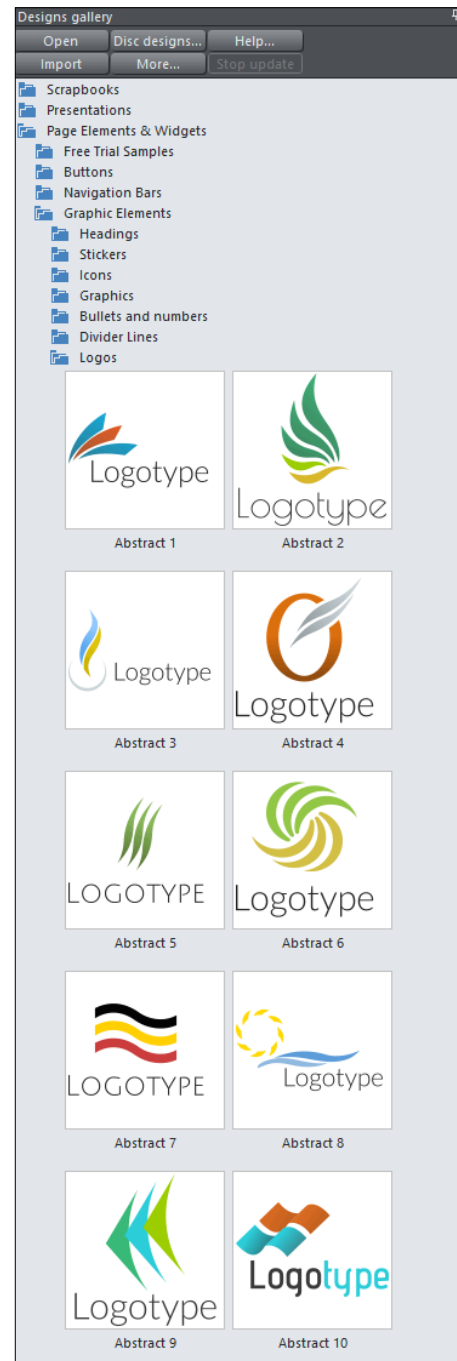 Designs gallery
Open Disc designs... Help...
Import More... Stop update
Scrapbooks
Presentations
Page Elements & Widgets
Free Trial Samples
Buttons
Navigation Bars
Graphic Elements
Headings
Stickers
Icons
Graphics
Bullets and numbers
Divider Lines
Logos
Logotype Logotype
Abstract 1 Abstract 2
Logotype Logotype
Abstract 3 Abstract 4
LOGOTYPE Logotype
Abstract 5 Abstract 6
LOGOTYPE Logotype
Abstract 7 Abstract 8
Logotype Logotype
Abstract 9 Abstract 10